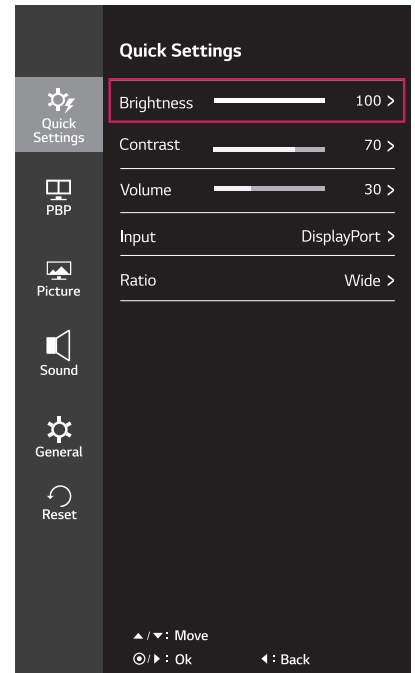 Quick Settings
Quick
Settings
PBP
Picture
Sound
General
Reset
Brightness 100 >
Contrast 70 >
Volume 30 >
Input DisplayPort >
Ratio Wide >
▲/▼: Move
◉/▶: Ok ◀: Back